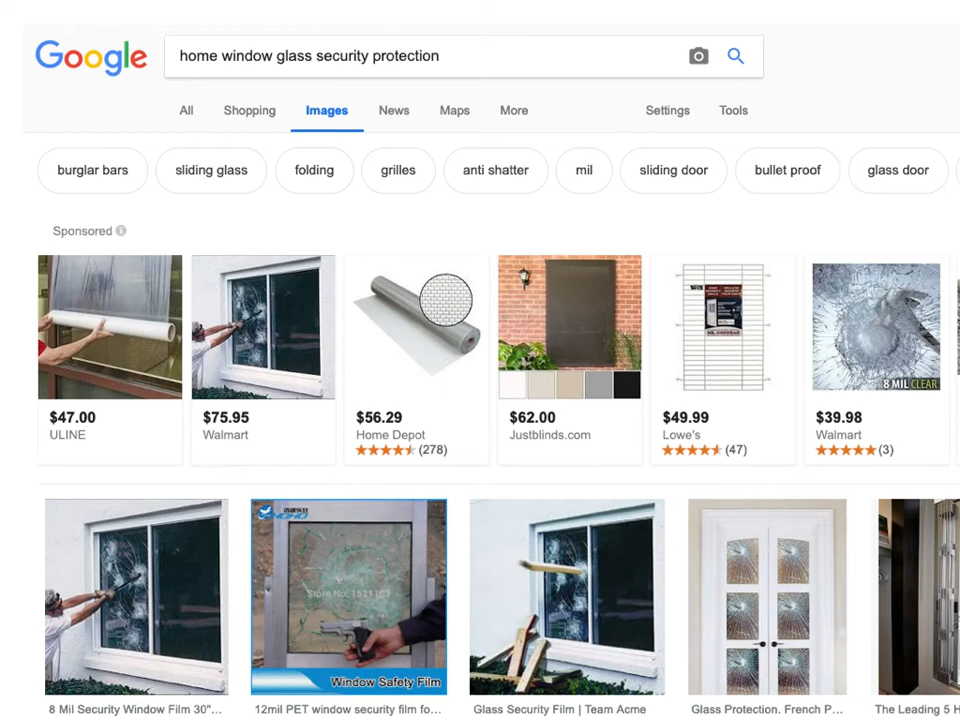 Google
home window glass security protection
All Shopping Images News Maps More Settings Tools
burglar bars sliding glass folding grilles anti shatter mil sliding door bullet proof glass door
Sponsored
8 MIL CLEAR
$47.00 $75.95 $56.29 $62.00 $49.99 $39.98
ULINE Walmart Home Depot Justblinds.com Lowe's Walmart
(278) (47) (3)
Window Safety Film
8 Mil Security Window Film 30"... 12mil PET window security film fo... Glass Security Film | Team Acme Glass Protection. French P... The Leading 5 H